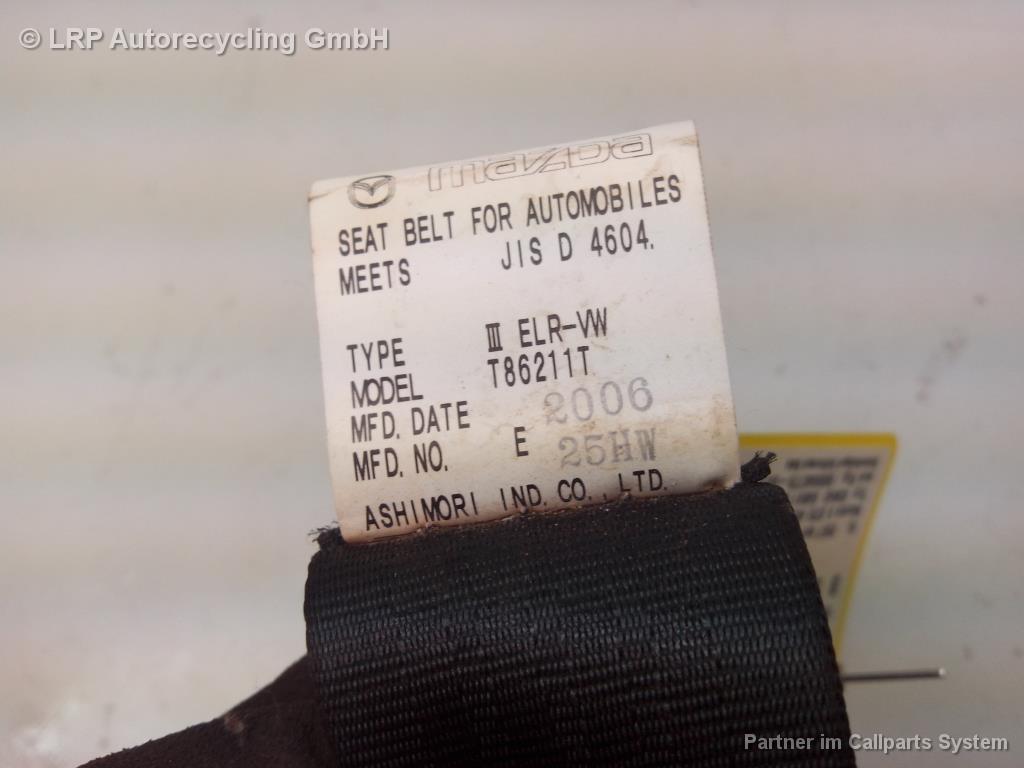 © LRP Autorecycling GmbH
mazda
SEAT BELT FOR AUTOMOBILES
MEETS JIS D 4604.
TYPE III ELR-VW
MODEL T86211T
MFD. DATE 2006
MFD. NO. E 25HW
ASHIMORI IND. CO., LTD.
Partner im Callparts System